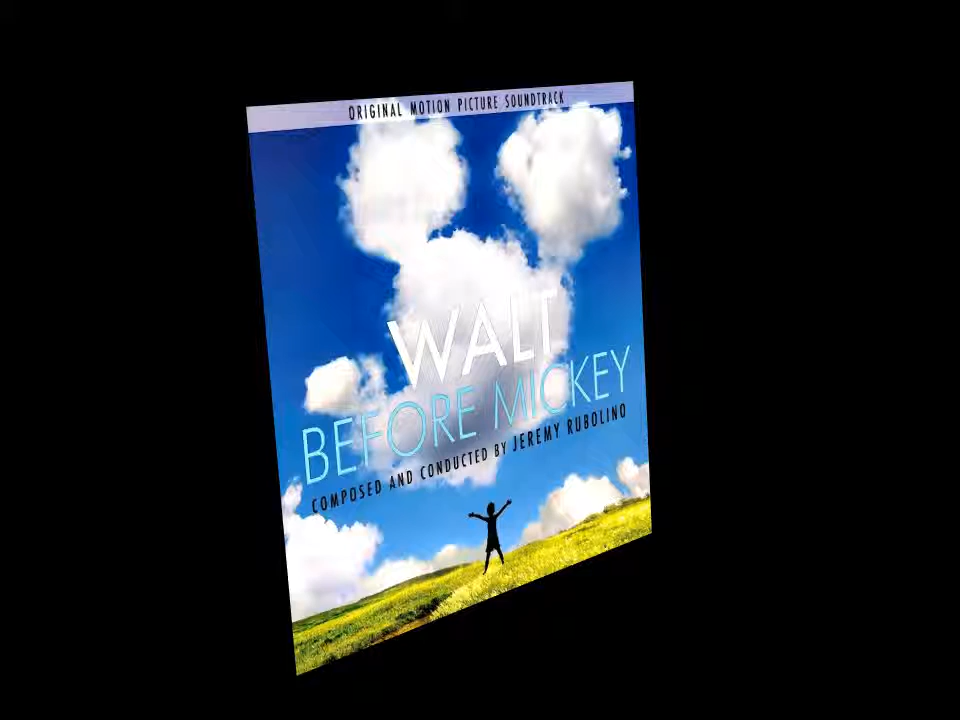 ORIGINAL MOTION PICTURE SOUNDTRACK
WALT
BEFORE MICKEY
COMPOSED AND CONDUCTED BY JEREMY RUBOLINO